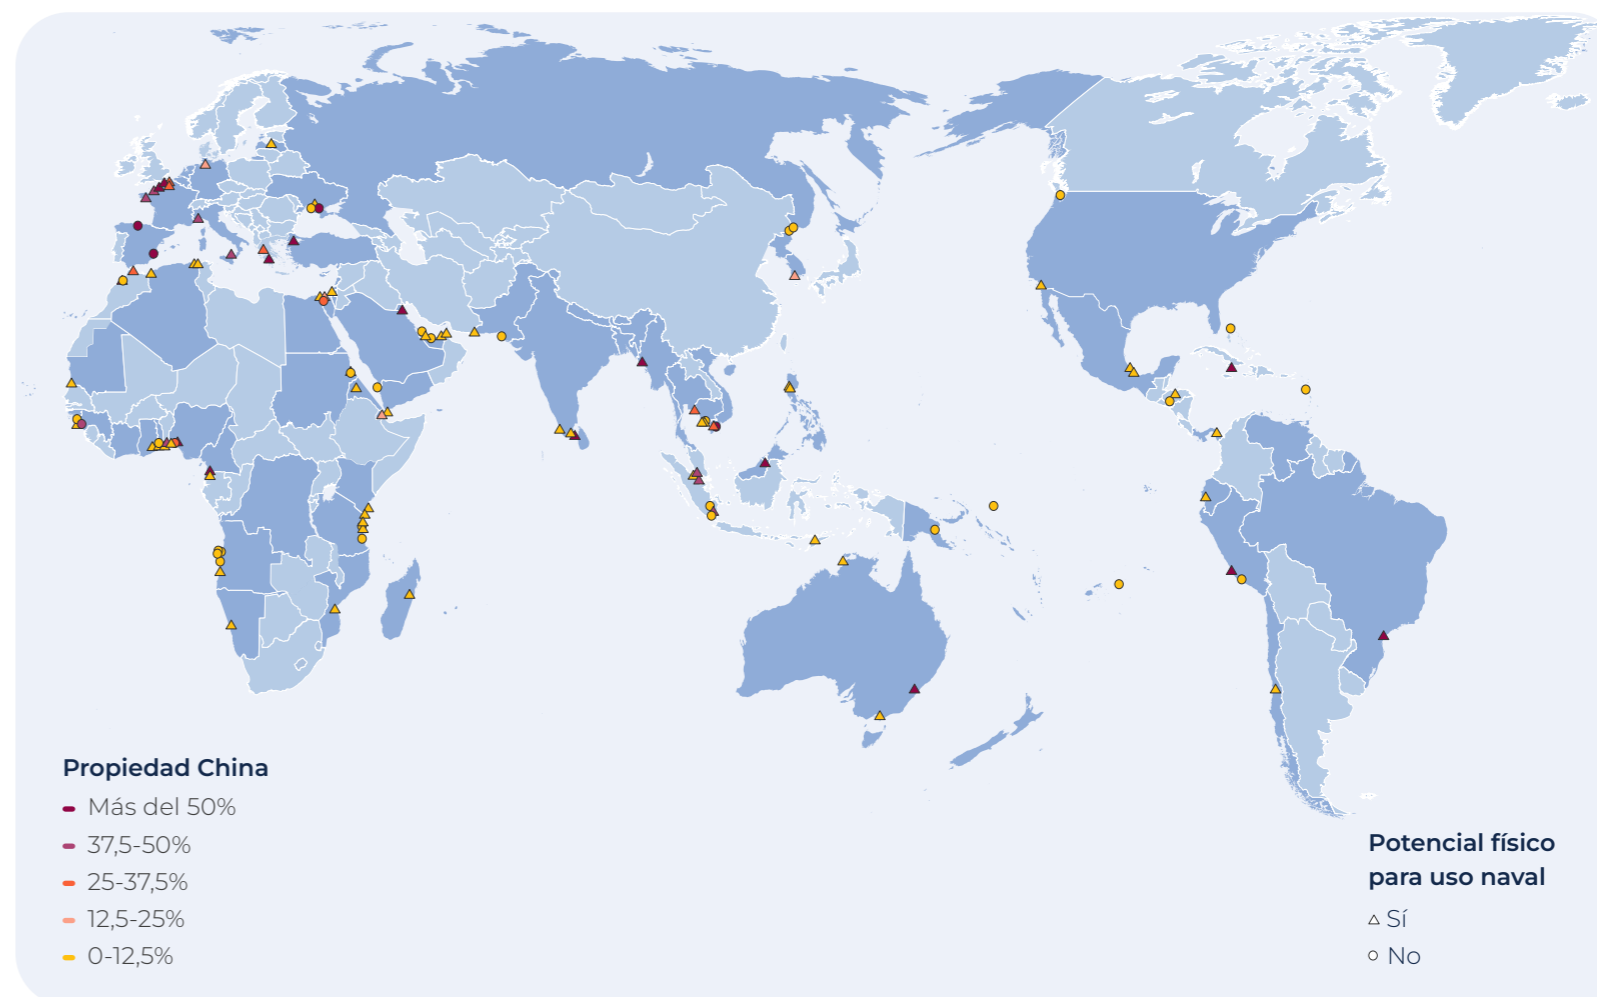 Propiedad China
Más del 50%
37,5-50%
25-37,5%
12,5-25%
0-12,5%
Potencial físico
para uso naval
Sí
No